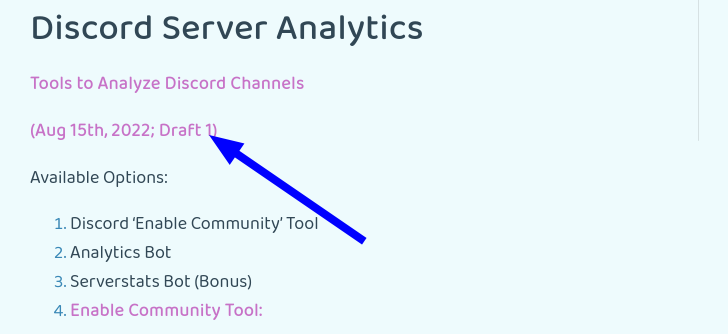 Discord Server Analytics
Tools to Analyze Discord Channels
(Aug 15th, 2022; Draft 1)
Available Options:
1. Discord ‘Enable Community’ Tool
2. Analytics Bot
3. Serverstats Bot (Bonus)
4. Enable Community Tool: